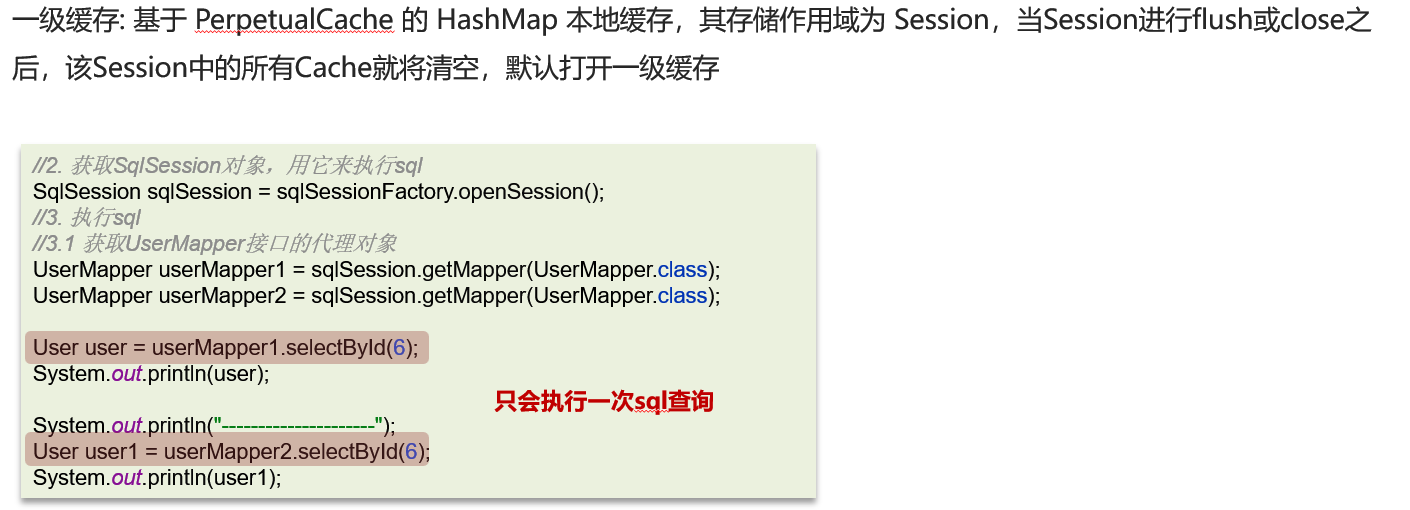 一级缓存: 基于 PerpetualCache 的 HashMap 本地缓存，其存储作用域为 Session，当Session进行flush或close之
后，该Session中的所有Cache就将清空，默认打开一级缓存
//2. 获取SqlSession对象，用它来执行sql
SqlSession sqlSession = sqlSessionFactory.openSession();
//3. 执行sql
//3.1 获取UserMapper接口的代理对象
UserMapper userMapper1 = sqlSession.getMapper(UserMapper.class);
UserMapper userMapper2 = sqlSession.getMapper(UserMapper.class);
User user = userMapper1.selectById(6);
System.out.println(user);
只会执行一次sql查询
System.out.println("---------------------");
User user1 = userMapper2.selectById(6);
System.out.println(user1);